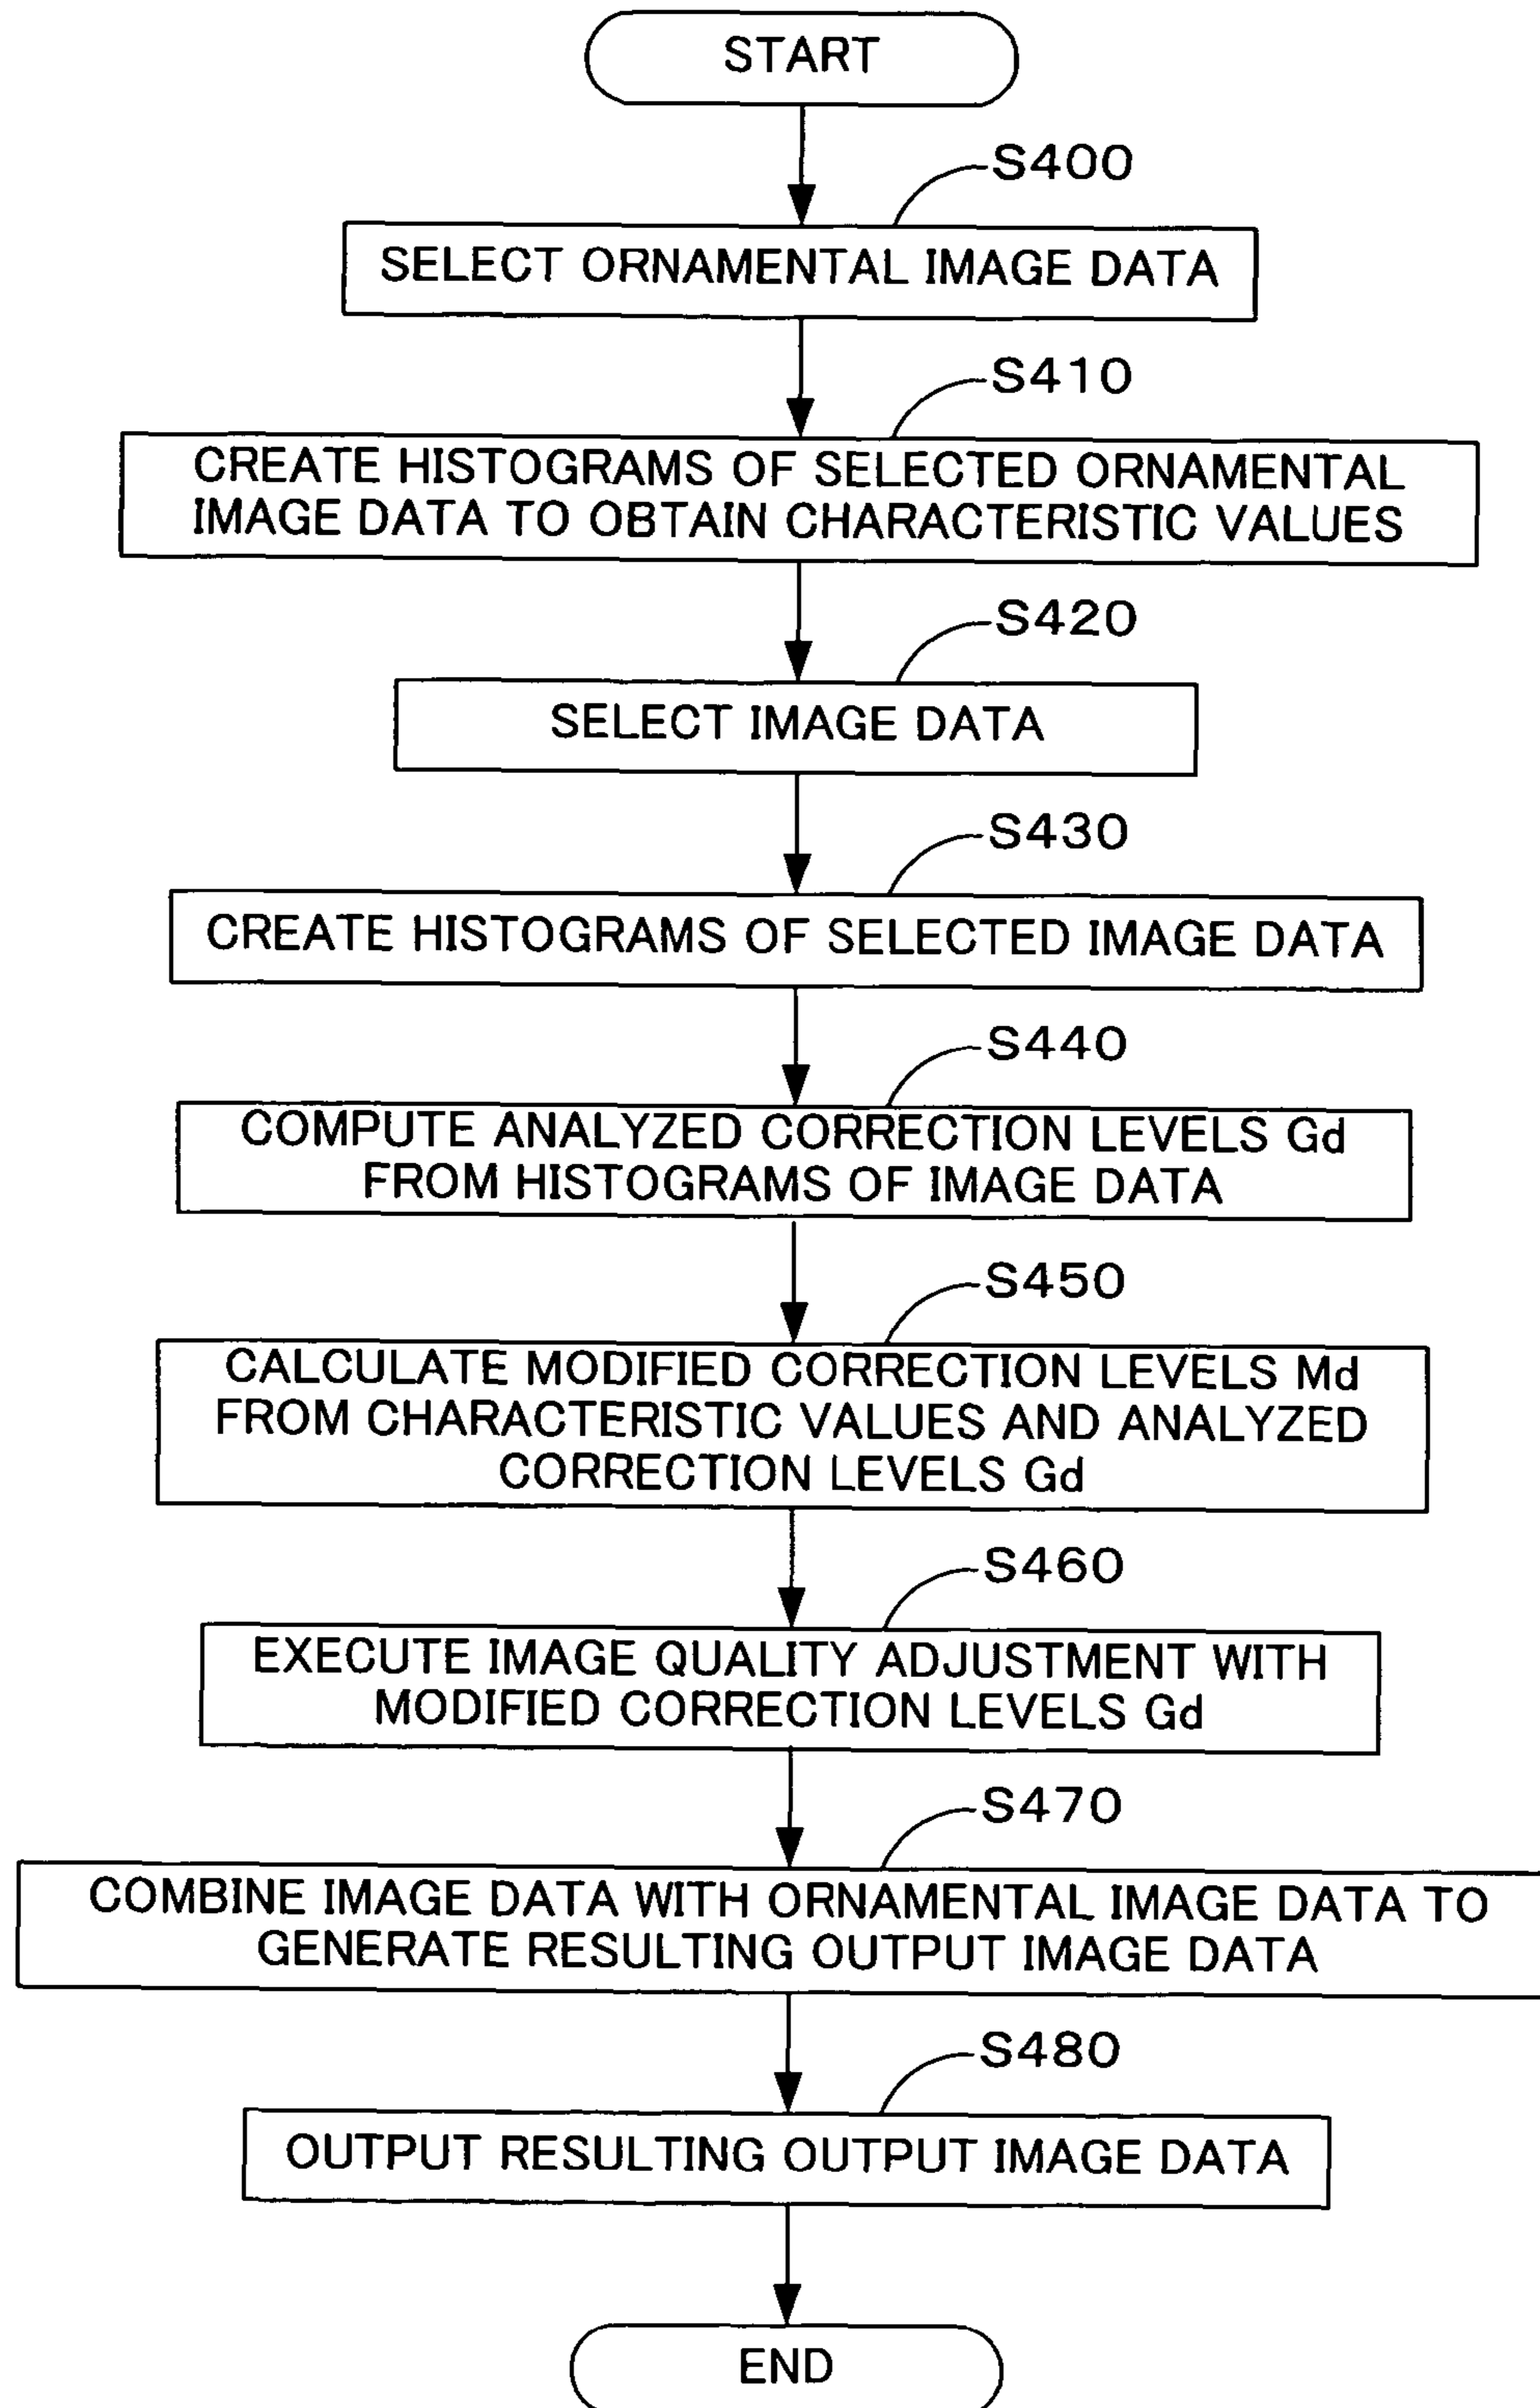 START
S400
SELECT ORNAMENTAL IMAGE DATA
S410
CREATE HISTOGRAMS OF SELECTED ORNAMENTAL
IMAGE DATA TO OBTAIN CHARACTERISTIC VALUES
S420
SELECT IMAGE DATA
S430
CREATE HISTOGRAMS OF SELECTED IMAGE DATA
S440
COMPUTE ANALYZED CORRECTION LEVELS Gd
FROM HISTOGRAMS OF IMAGE DATA
S450
CALCULATE MODIFIED CORRECTION LEVELS Md
FROM CHARACTERISTIC VALUES AND ANALYZED
CORRECTION LEVELS Gd
S460
EXECUTE IMAGE QUALITY ADJUSTMENT WITH
MODIFIED CORRECTION LEVELS Gd
S470
COMBINE IMAGE DATA WITH ORNAMENTAL IMAGE DATA TO
GENERATE RESULTING OUTPUT IMAGE DATA
S480
OUTPUT RESULTING OUTPUT IMAGE DATA
END